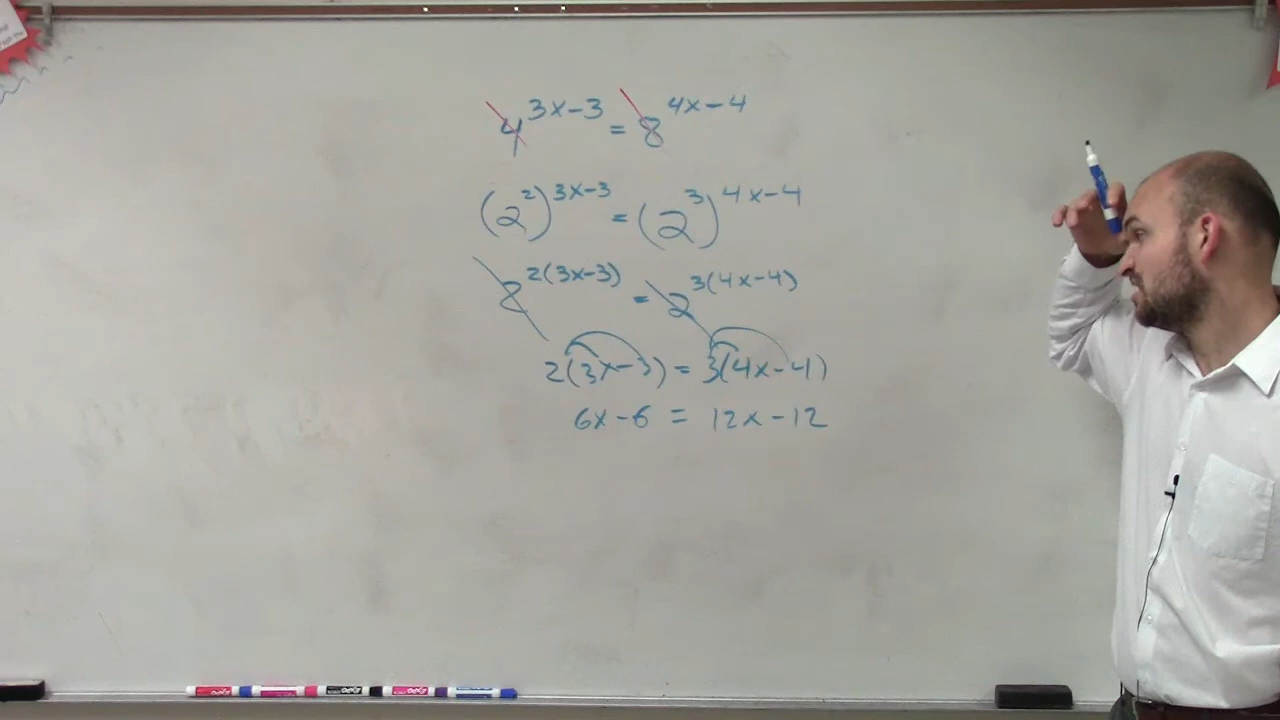 4^(3x-3) = 8^(4x-4)
(2^2)^(3x-3) = (2^3)^(4x-4)
2^(2(3x-3)) = 2^(3(4x-4))
2(3x-3) = 3(4x-4)
6x-6 = 12x-12